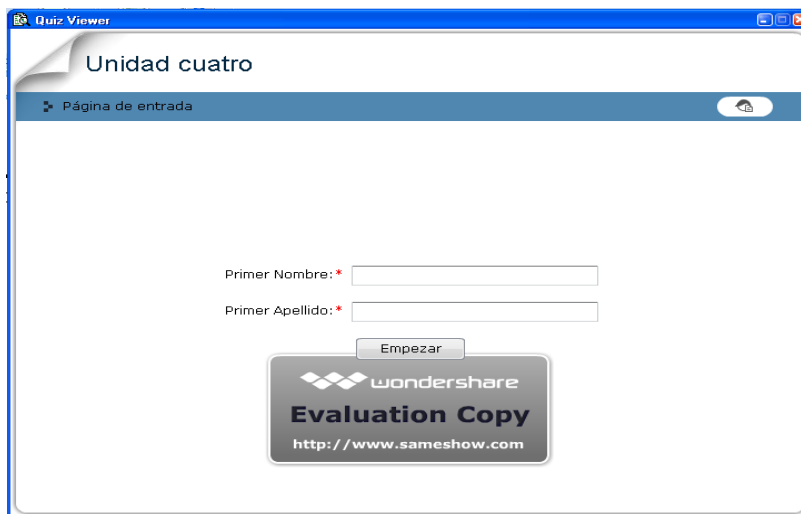 Quiz Viewer
Unidad cuatro
Página de entrada
Primer Nombre:*
Primer Apellido:*
Empezar
wondershare
Evaluation Copy
http://www.sameshow.com